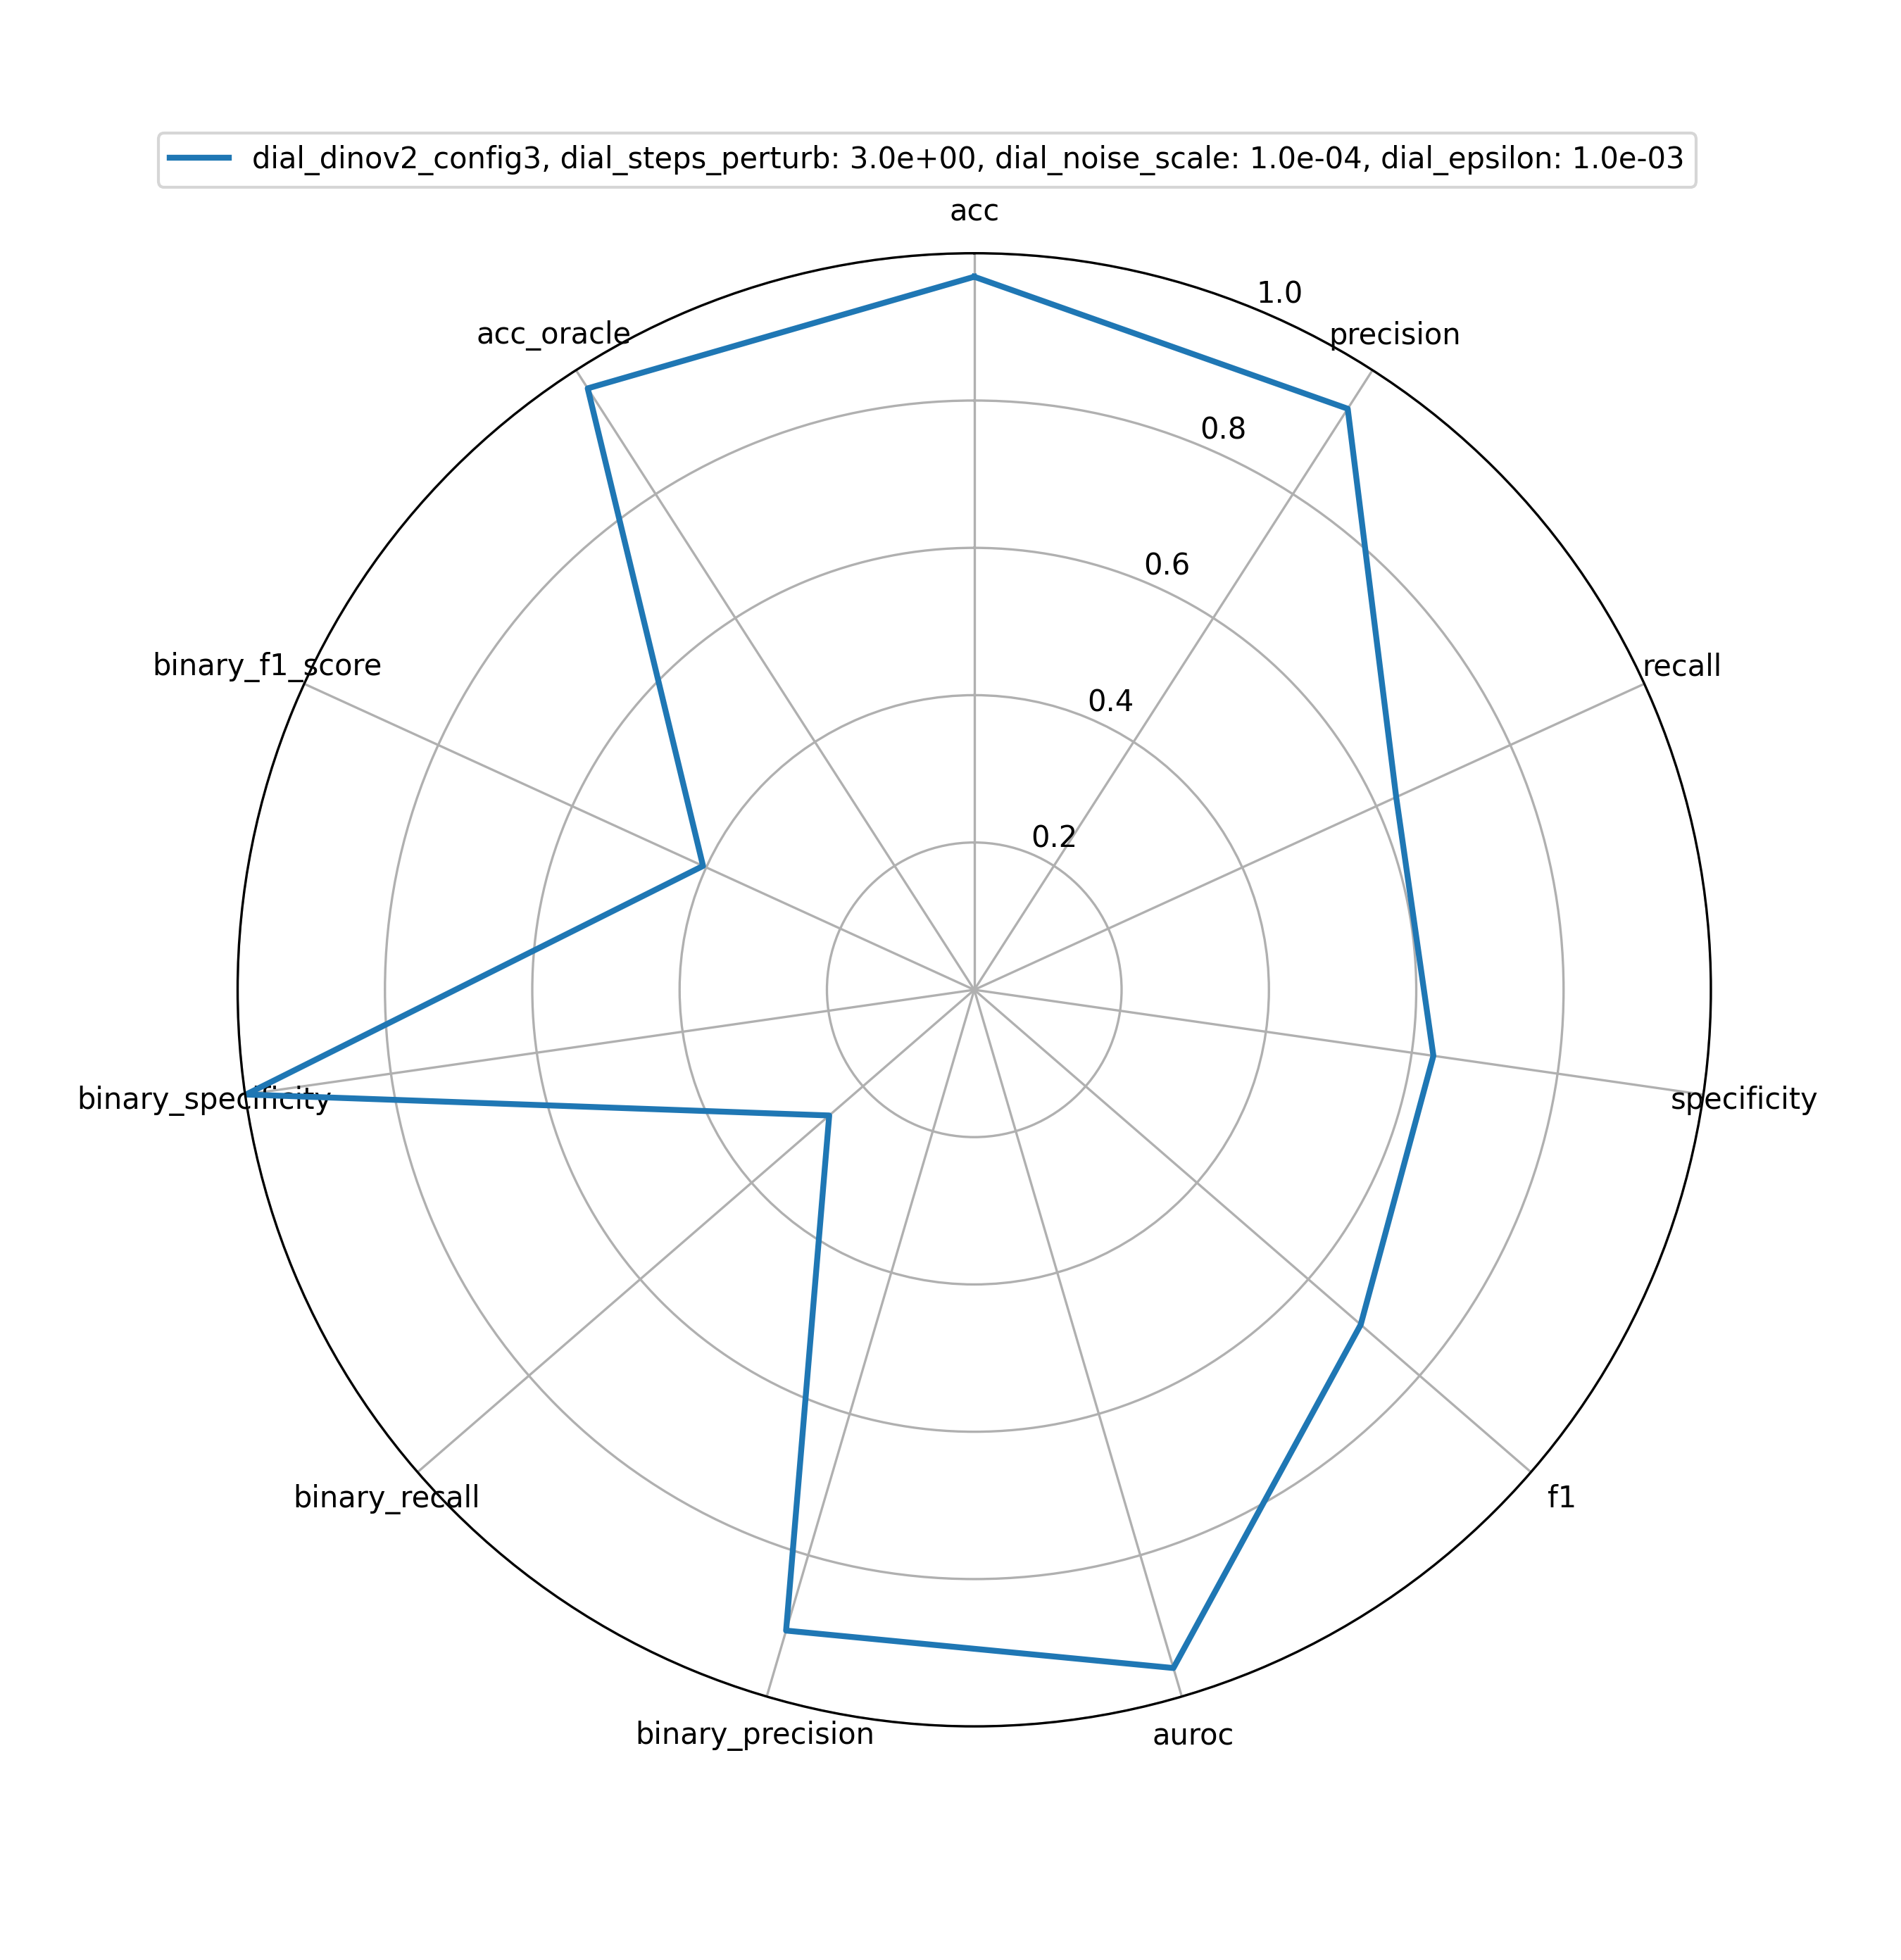 dial_dinov2_config3, dial_steps_perturb: 3.0e+00, dial_noise_scale: 1.0e-04, dial_epsilon: 1.0e-03
acc
1.0
acc_oracle
precision
0.8
0.6
binary_f1_score
recall
0.4
0.2
binary_specificity
specificity
binary_recall
f1
binary_precision
auroc